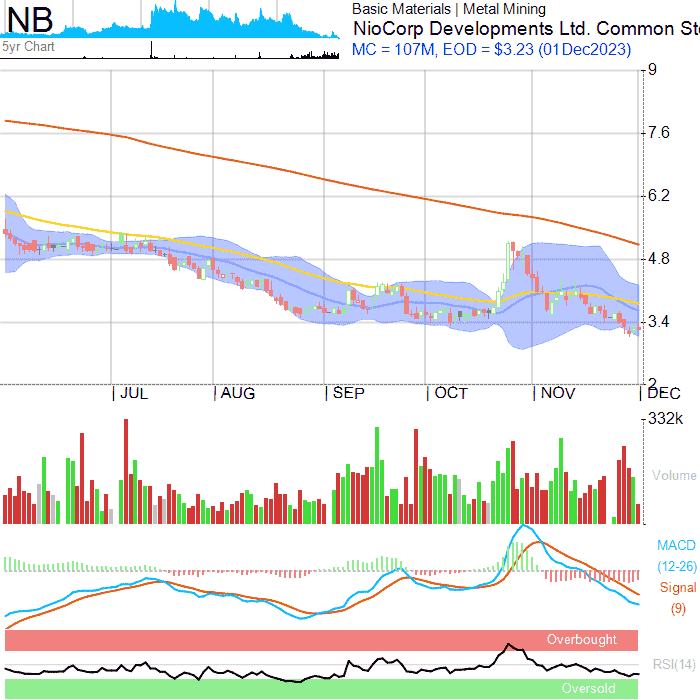 NB
5yr Chart
Basic Materials | Metal Mining
NioCorp Developments Ltd. Common Sto
MC = 107M, EOD = $3.23 (01Dec2023)
9
7.6
6.2
4.8
3.4
2
JUL AUG SEP OCT NOV DEC
332k
Volume
MACD
(12-26)
Signal
(9)
Overbought
RSI(14)
Oversold